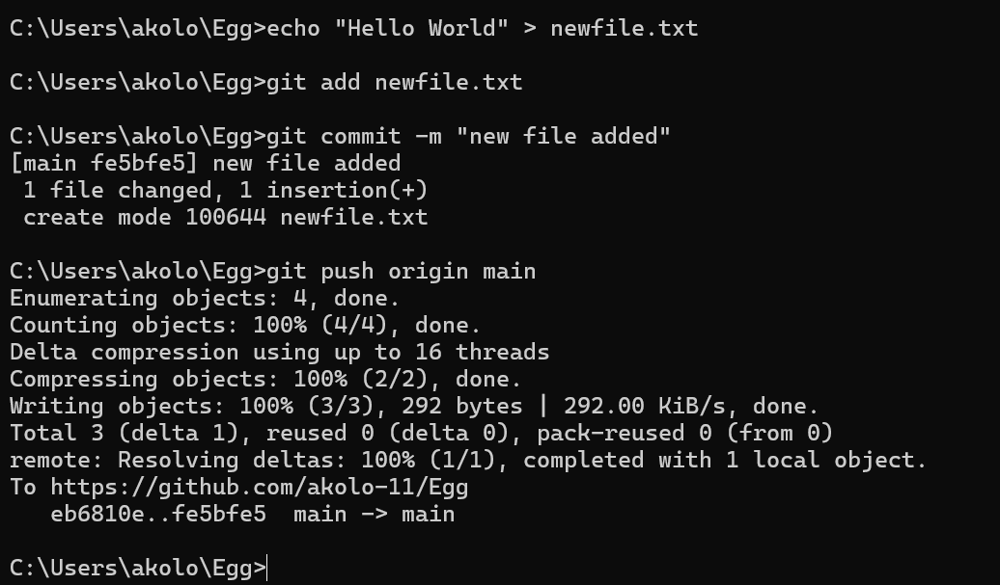 C:\Users\akolo\Egg>echo "Hello World" > newfile.txt
C:\Users\akolo\Egg>git add newfile.txt
C:\Users\akolo\Egg>git commit -m "new file added"
[main fe5bfe5] new file added
 1 file changed, 1 insertion(+)
 create mode 100644 newfile.txt
C:\Users\akolo\Egg>git push origin main
Enumerating objects: 4, done.
Counting objects: 100% (4/4), done.
Delta compression using up to 16 threads
Compressing objects: 100% (2/2), done.
Writing objects: 100% (3/3), 292 bytes | 292.00 KiB/s, done.
Total 3 (delta 1), reused 0 (delta 0), pack-reused 0 (from 0)
remote: Resolving deltas: 100% (1/1), completed with 1 local object.
To https://github.com/akolo-11/Egg
   eb6810e..fe5bfe5  main -> main
C:\Users\akolo\Egg>